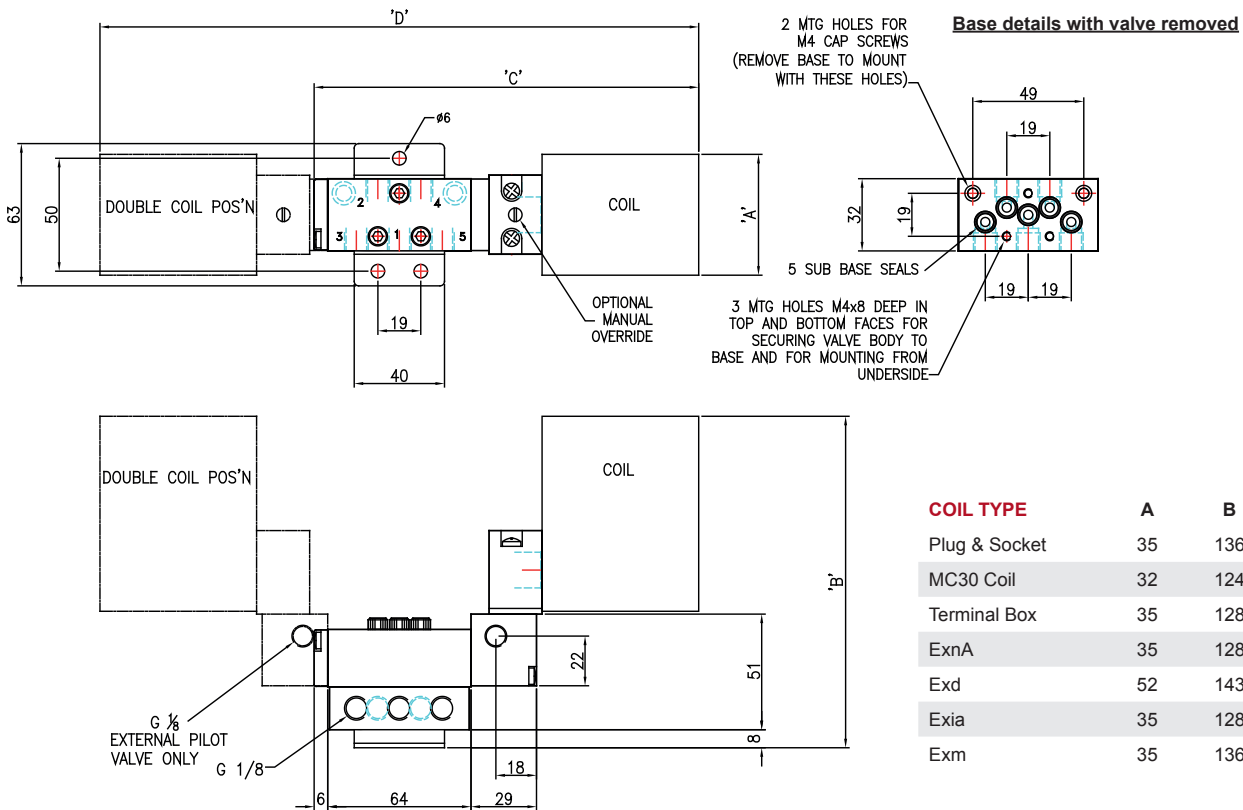 'D'
'C'
ø6
63
50
DOUBLE COIL POS'N
2
4
3
1
5
COIL
'A'
19
40
OPTIONAL
MANUAL
OVERRIDE
2 MTG HOLES FOR
M4 CAP SCREWS
(REMOVE BASE TO MOUNT
WITH THESE HOLES)
Base details with valve removed
49
19
32
19
5 SUB BASE SEALS
19
19
3 MTG HOLES M4x8 DEEP IN
TOP AND BOTTOM FACES FOR
SECURING VALVE BODY TO
BASE AND FOR MOUNTING FROM
UNDERSIDE
DOUBLE COIL POS'N
COIL
'B'
22
51
8
G ⅛
EXTERNAL PILOT
VALVE ONLY
G 1/8
18
6
64
29
COIL TYPE A B
Plug & Socket 35 136
MC30 Coil 32 124
Terminal Box 35 128
ExnA 35 128
Exd 52 143
Exia 35 128
Exm 35 136